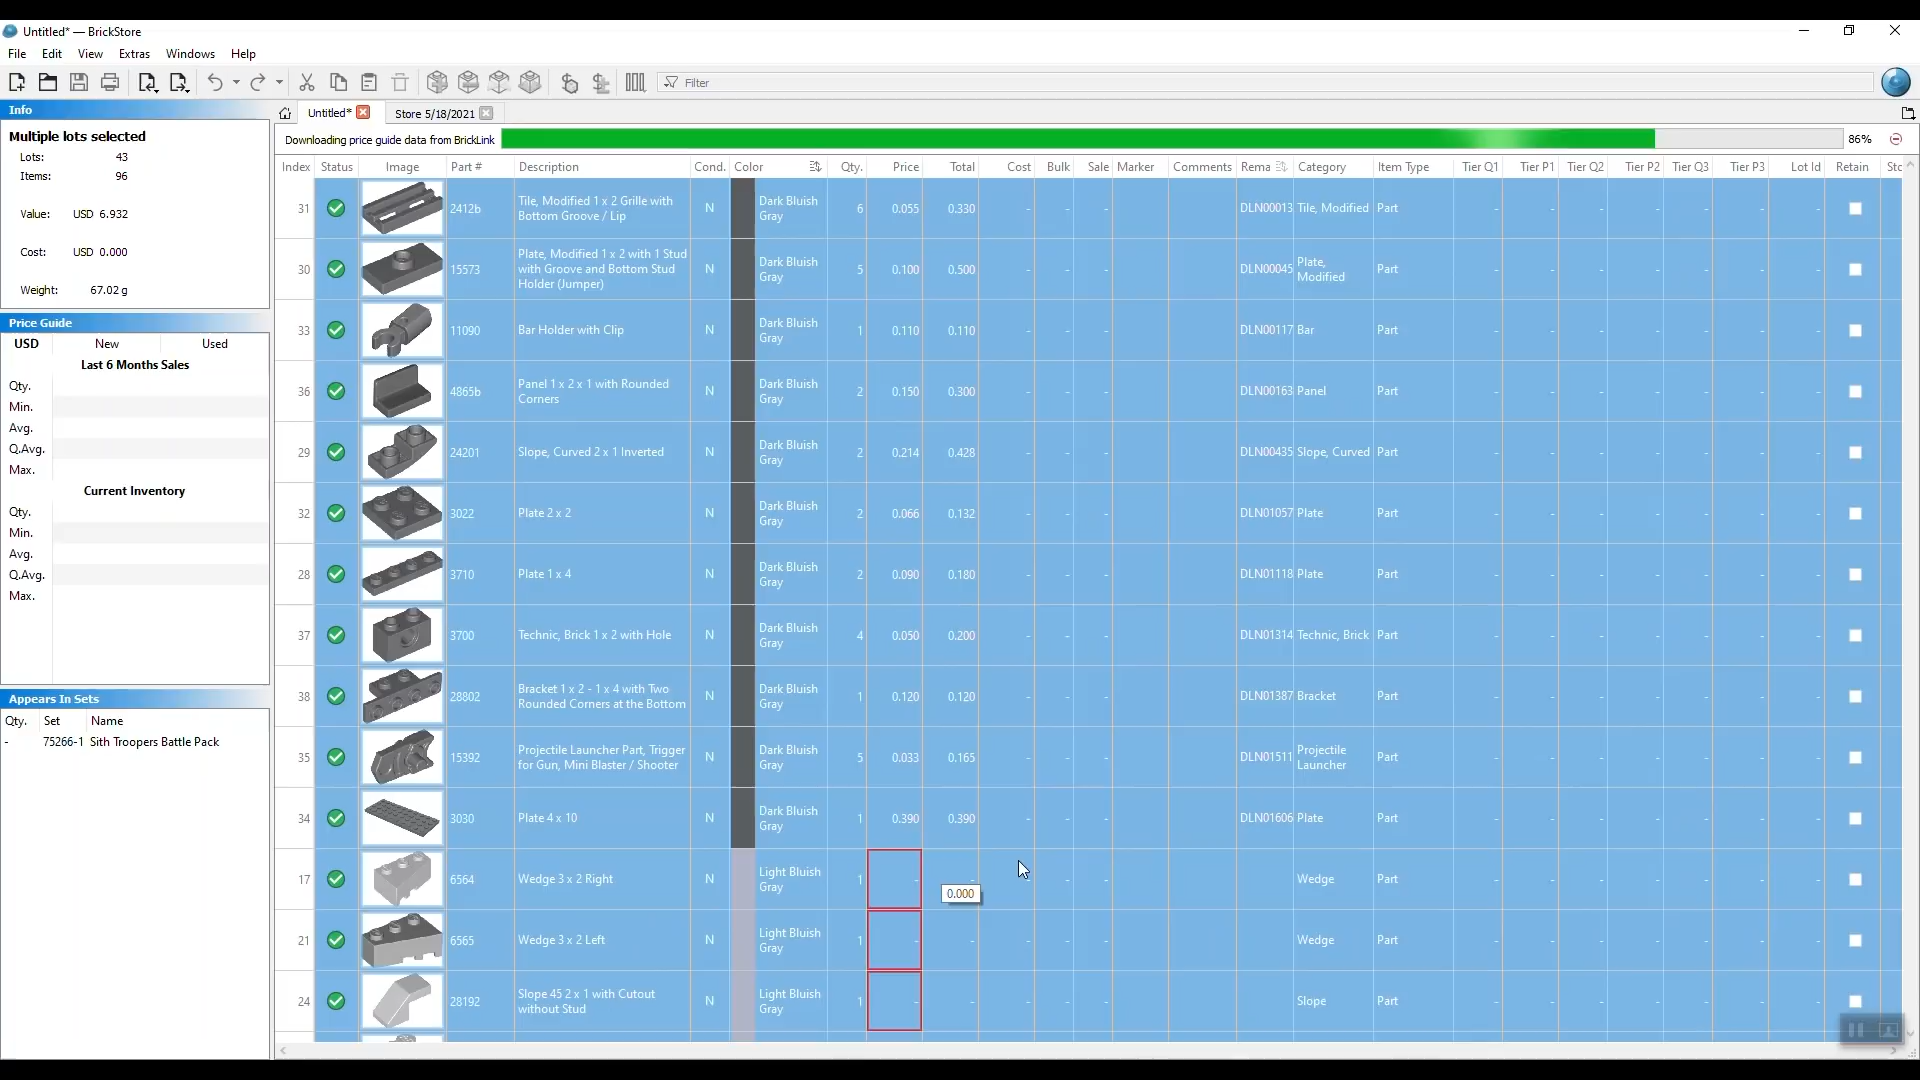 Untitled* — BrickStore
File Edit View Extras Windows Help
Filter
Info
Untitled* Store 5/18/2021
Multiple lots selected
Downloading price guide data from BrickLink 86%
Lots: 43
Items: 96
Value: USD 6.932
Cost: USD 0.000
Weight: 67.02 g
Price Guide
USD New Used
Last 6 Months Sales
Qty.
Min.
Avg.
Q.Avg.
Max.
Current Inventory
Qty.
Min.
Avg.
Q.Avg.
Max.
Appears In Sets
Qty. Set Name
- 75266-1 Sith Troopers Battle Pack
Index Status Image Part # Description Cond. Color Qty. Price Total Cost Bulk Sale Marker Comments Rema Category Item Type Tier Q1 Tier P1 Tier Q2 Tier P2 Tier Q3 Tier P3 Lot Id Retain Stc
31 2412b Tile, Modified 1 x 2 Grille with Bottom Groove / Lip N Dark Bluish Gray 6 0.055 0.330 - - - DLN00013 Tile, Modified Part - - - - - - -
30 15573 Plate, Modified 1 x 2 with 1 Stud with Groove and Bottom Stud Holder (Jumper) N Dark Bluish Gray 5 0.100 0.500 - - - DLN00045 Plate, Modified Part - - - - - - -
33 11090 Bar Holder with Clip N Dark Bluish Gray 1 0.110 0.110 - - - DLN00117 Bar Part - - - - - - -
36 4865b Panel 1 x 2 x 1 with Rounded Corners N Dark Bluish Gray 2 0.150 0.300 - - - DLN00163 Panel Part - - - - - - -
29 24201 Slope, Curved 2 x 1 Inverted N Dark Bluish Gray 2 0.214 0.428 - - - DLN00435 Slope, Curved Part - - - - - - -
32 3022 Plate 2 x 2 N Dark Bluish Gray 2 0.066 0.132 - - - DLN01057 Plate Part - - - - - - -
28 3710 Plate 1 x 4 N Dark Bluish Gray 2 0.090 0.180 - - - DLN01118 Plate Part - - - - - - -
37 3700 Technic, Brick 1 x 2 with Hole N Dark Bluish Gray 4 0.050 0.200 - - - DLN01314 Technic, Brick Part - - - - - - -
38 28802 Bracket 1 x 2 - 1 x 4 with Two Rounded Corners at the Bottom N Dark Bluish Gray 1 0.120 0.120 - - - DLN01387 Bracket Part - - - - - - -
35 15392 Projectile Launcher Part, Trigger for Gun, Mini Blaster / Shooter N Dark Bluish Gray 5 0.033 0.165 - - - DLN01511 Projectile Launcher Part - - - - - - -
34 3030 Plate 4 x 10 N Dark Bluish Gray 1 0.390 0.390 - - - DLN01606 Plate Part - - - - - - -
17 6564 Wedge 3 x 2 Right N Light Bluish Gray 1 - - - - - Wedge Part - - - - - - -
0.000
21 6565 Wedge 3 x 2 Left N Light Bluish Gray 1 - - - - - Wedge Part - - - - - - -
24 28192 Slope 45 2 x 1 with Cutout without Stud N Light Bluish Gray 1 - - - - - Slope Part - - - - - - -